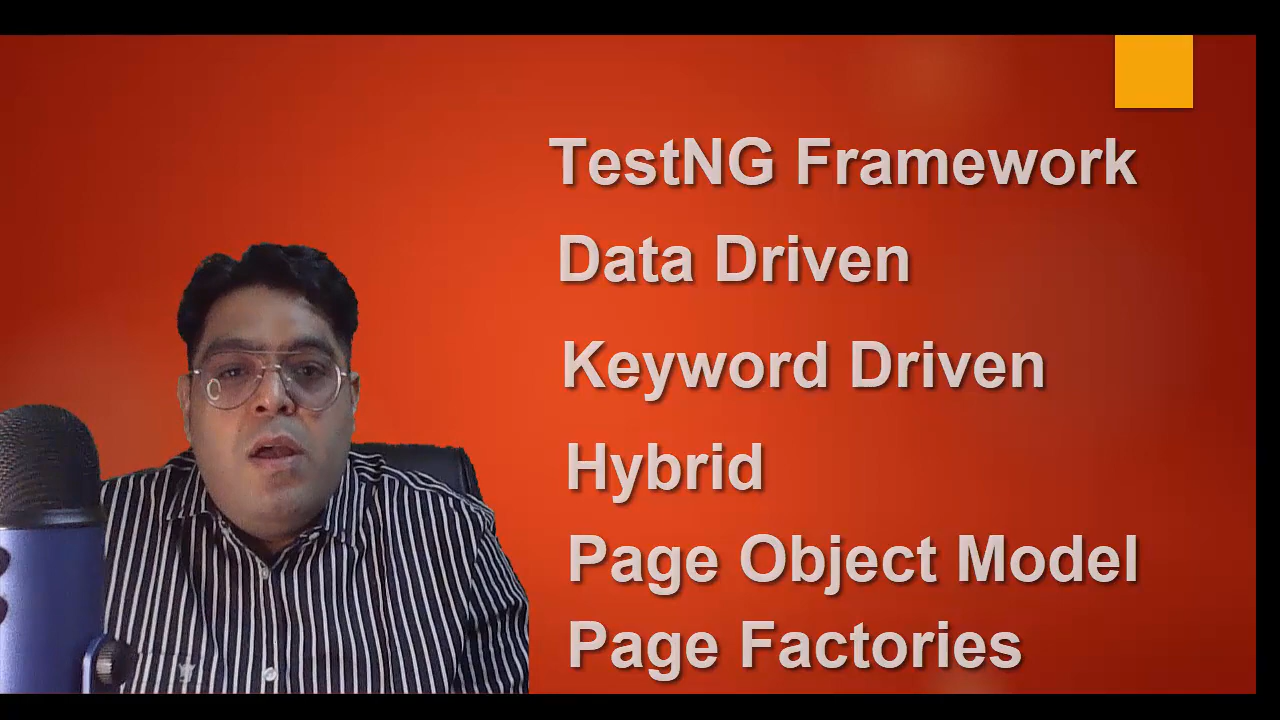 TestNG Framework
Data Driven
Keyword Driven
Hybrid
Page Object Model
Page Factories